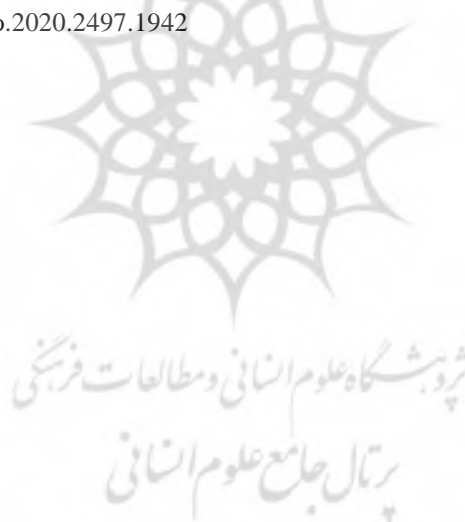 o.2020.2497.1942
پژوهشگاه علوم انسانی و مطالعات فرهنگی
پرتال جامع علوم انسانی